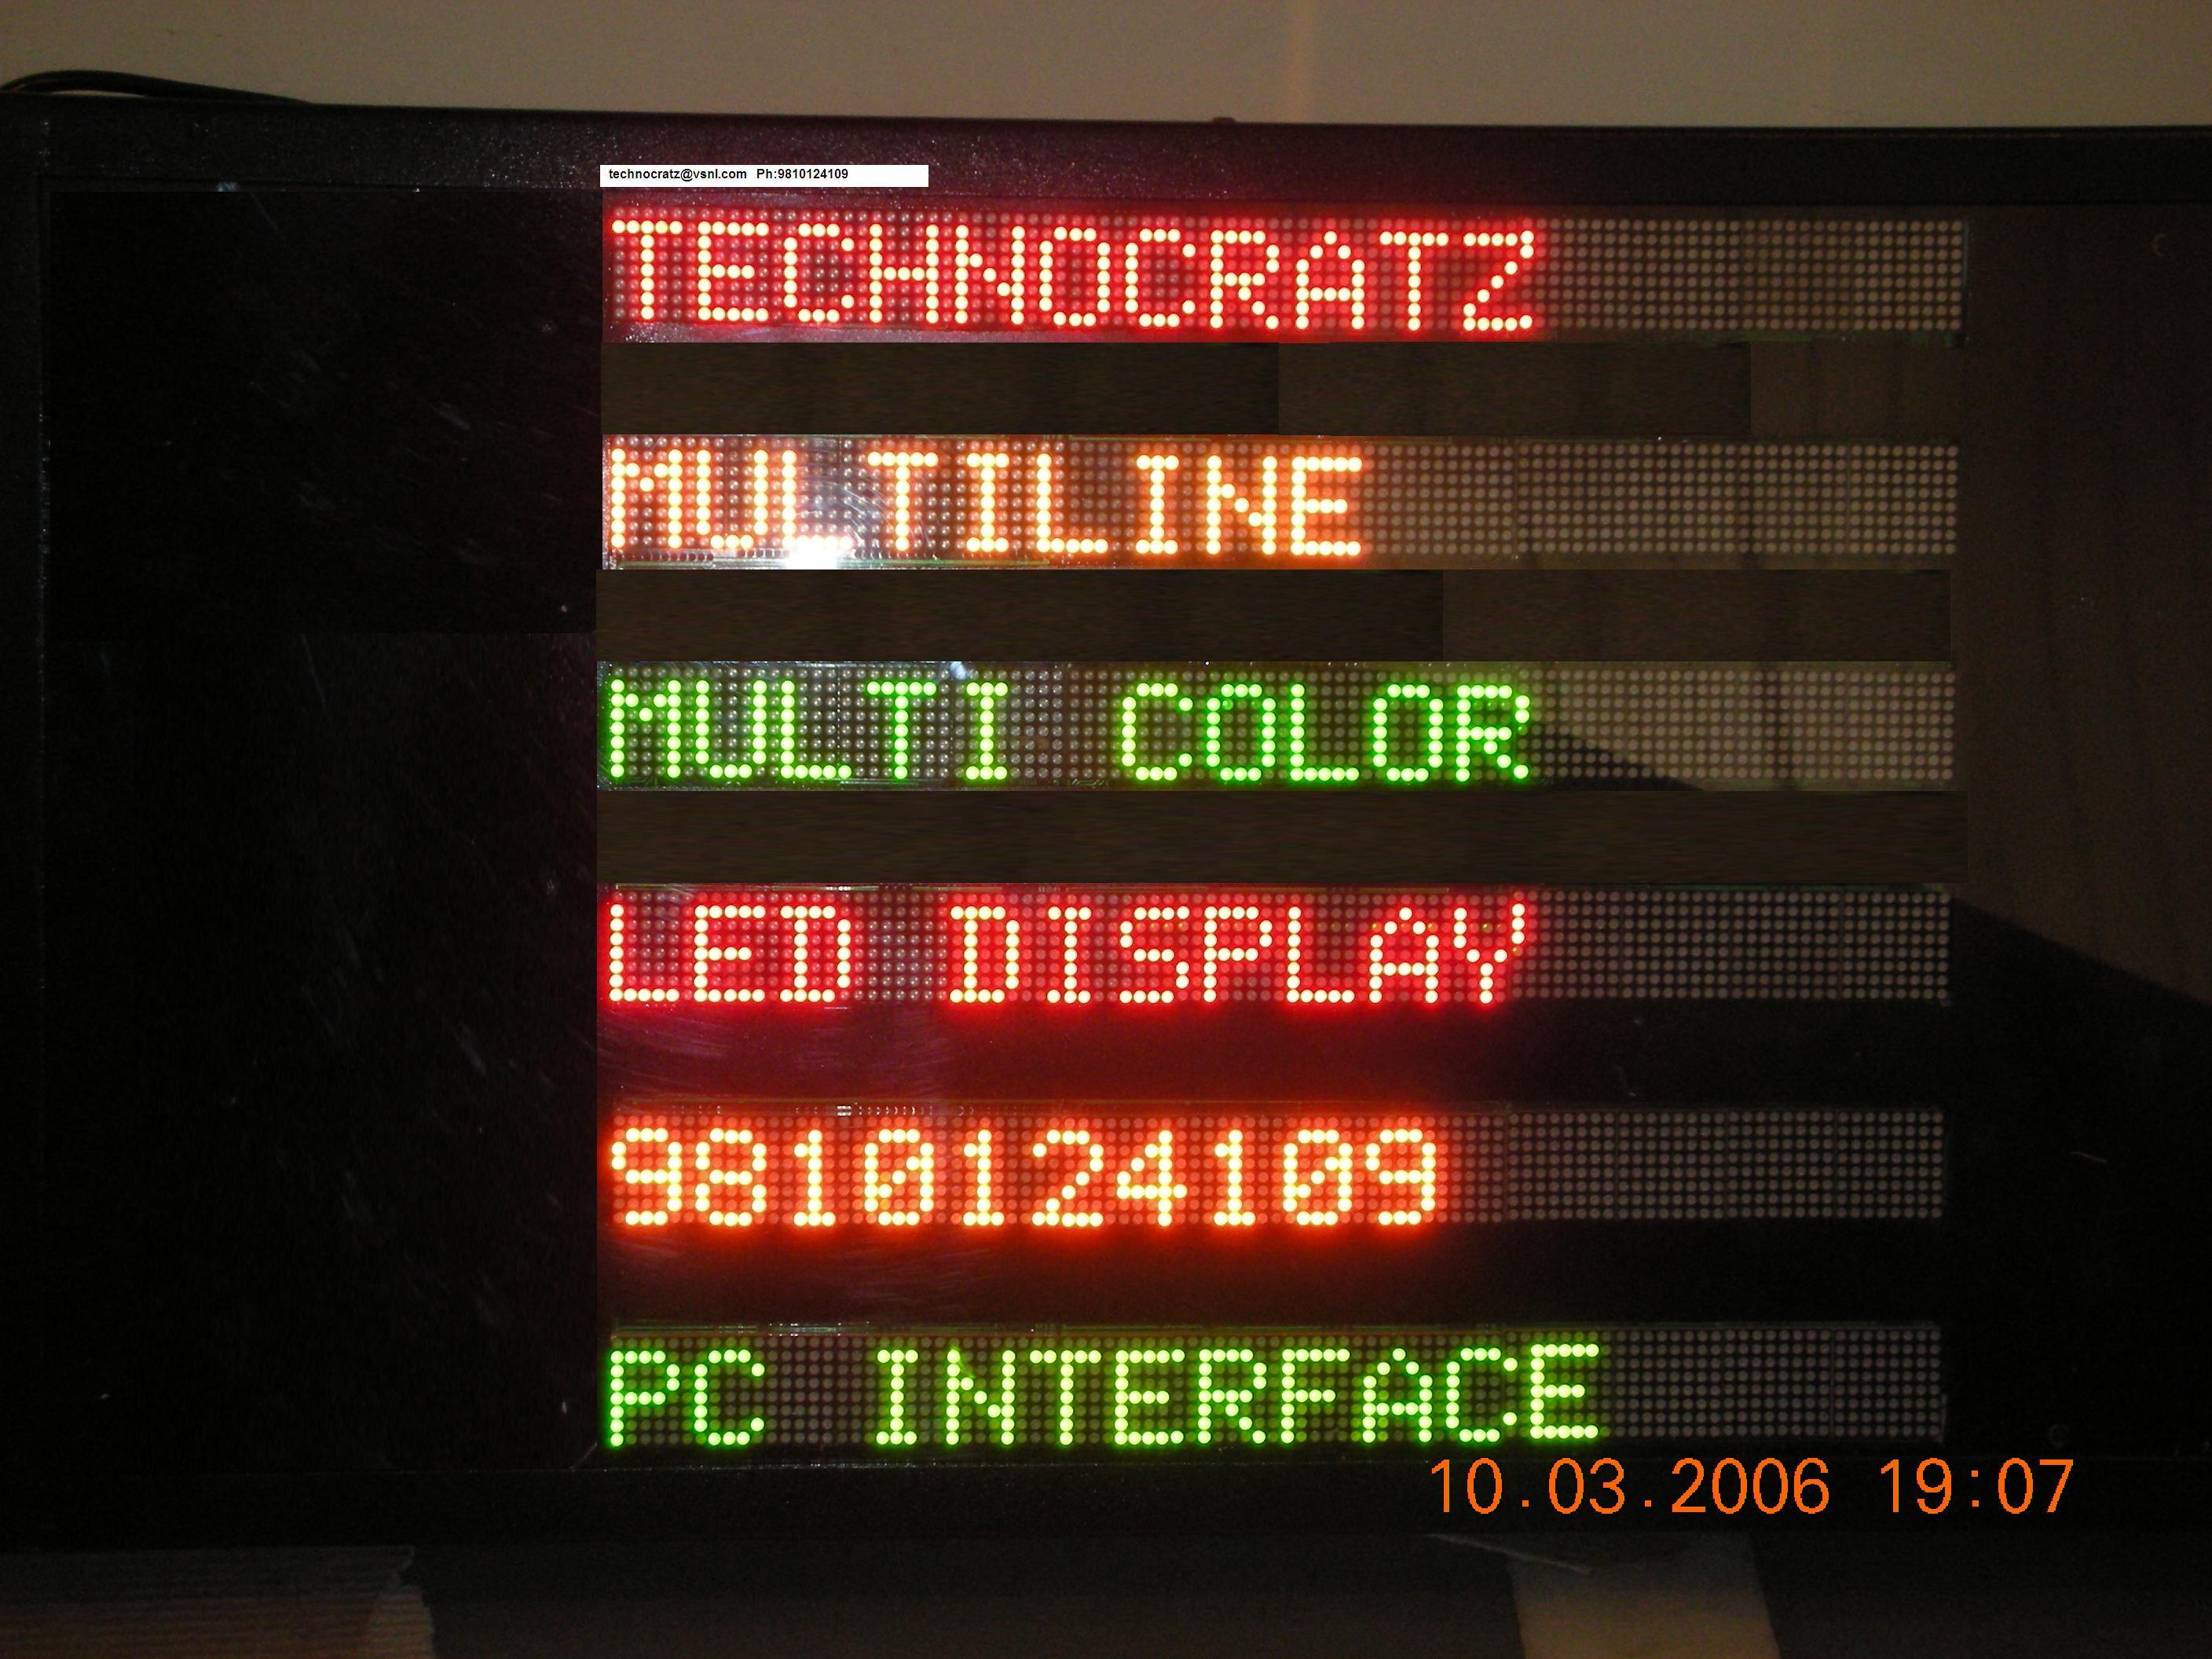 technocratz@vsnl.com Ph:9810124109
TECHNOCRATZ
MULTILINE
MULTI COLOR
LED DISPLAY
9810124109
PC INTERFACE
10.03.2006 19:07